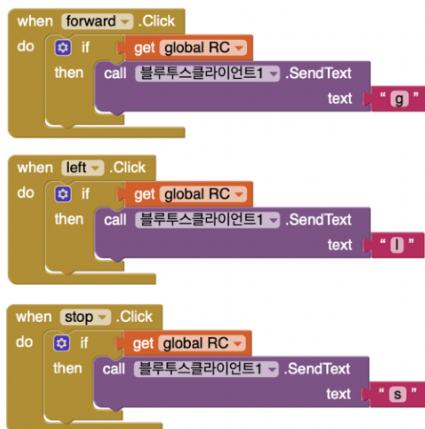 when forward .Click
do if get global RC
then call 블루투스클라이언트1 .SendText
text " g "
when left .Click
do if get global RC
then call 블루투스클라이언트1 .SendText
text " l "
when stop .Click
do if get global RC
then call 블루투스클라이언트1 .SendText
text " s "